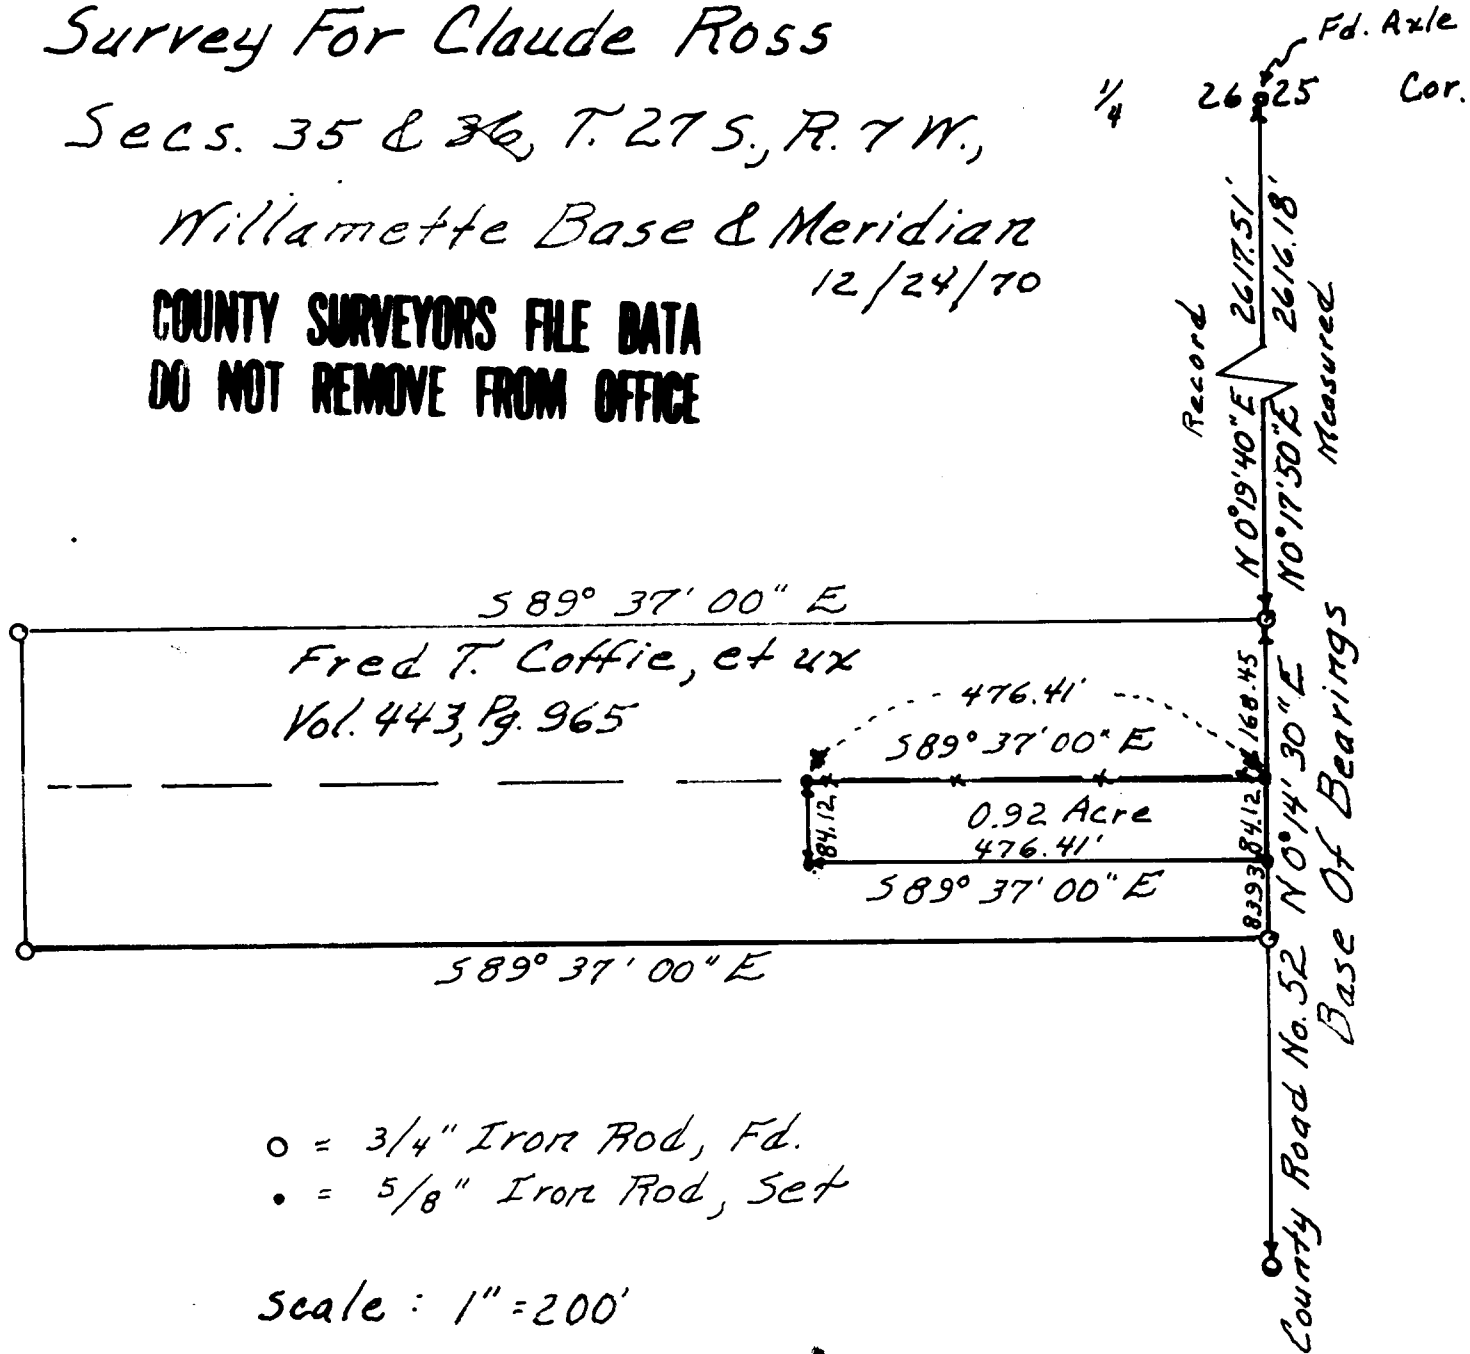 Survey For Claude Ross
Secs. 35 & 36, T. 27 S., R. 7 W.,
Willamette Base & Meridian
12/24/70
COUNTY SURVEYORS FILE DATA
DO NOT REMOVE FROM OFFICE
Fd. Axle
1/4 26 25 Cor.
Record N 0°19'40" E 2617.51'
N0°17'50"E 2616.18'
Measured
S 89° 37' 00" E
Fred T. Coffie, et ux
Vol. 443, Pg. 965
476.41'
S 89° 37' 00" E
168.45
84.12
0.92 Acre
84.12
476.41'
S 89° 37' 00" E
83.93
S 89° 37' 00" E
County Road No. 52 N 0°14' 30" E
Base Of Bearings
o = 3/4" Iron Rod, Fd.
• = 5/8" Iron Rod, Set
scale : 1" = 200'